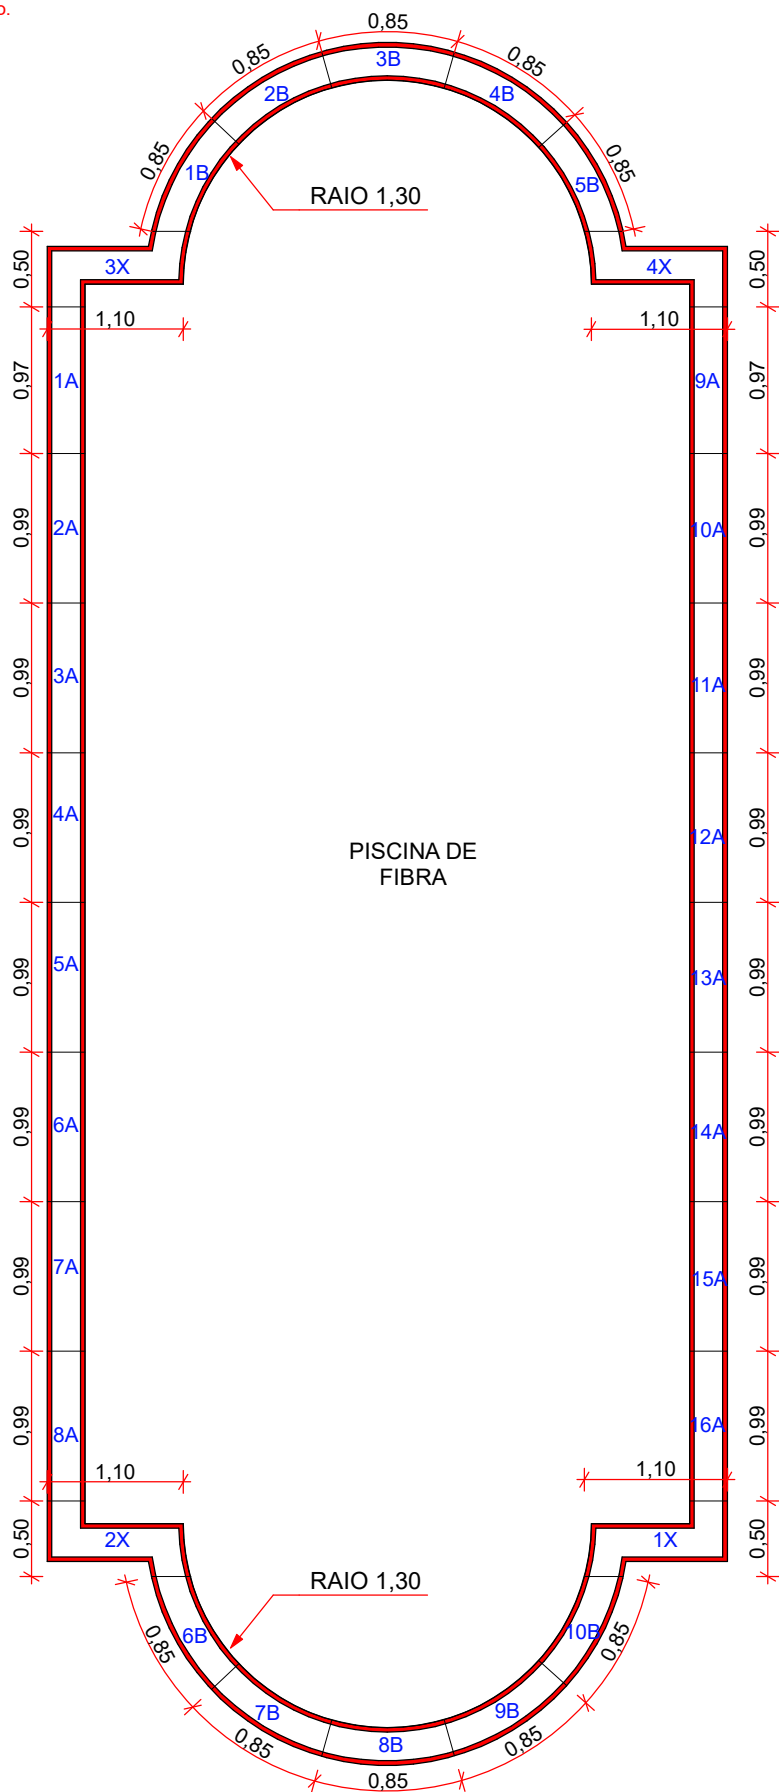 o.
0,85
0,85
0,85
0,85
0,85
3B
2B
4B
1B
5B
RAIO 1,30
0,50
3X
4X
0,50
1,10
1,10
0,97
1A
9A
0,97
0,99
2A
10A
0,99
0,99
3A
11A
0,99
0,99
4A
12A
0,99
PISCINA DE
FIBRA
0,99
5A
13A
0,99
0,99
6A
14A
0,99
0,99
7A
15A
0,99
0,99
8A
16A
0,99
1,10
1,10
0,50
2X
1X
0,50
RAIO 1,30
6B
10B
0,85
0,85
7B
9B
8B
0,85
0,85
0,85